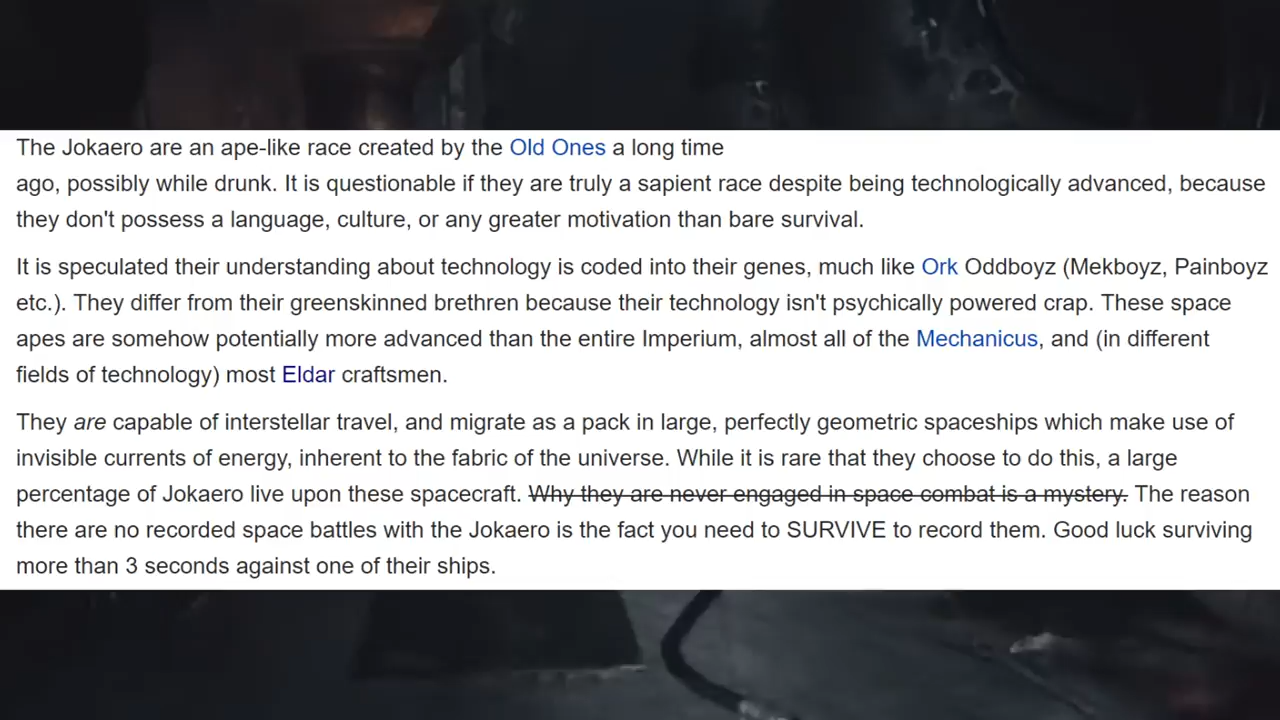 The Jokaero are an ape-like race created by the Old Ones a long time
ago, possibly while drunk. It is questionable if they are truly a sapient race despite being technologically advanced, because
they don't possess a language, culture, or any greater motivation than bare survival.
It is speculated their understanding about technology is coded into their genes, much like Ork Oddboyz (Mekboyz, Painboyz
etc.). They differ from their greenskinned brethren because their technology isn't psychically powered crap. These space
apes are somehow potentially more advanced than the entire Imperium, almost all of the Mechanicus, and (in different
fields of technology) most Eldar craftsmen.
They are capable of interstellar travel, and migrate as a pack in large, perfectly geometric spaceships which make use of
invisible currents of energy, inherent to the fabric of the universe. While it is rare that they choose to do this, a large
percentage of Jokaero live upon these spacecraft. Why they are never engaged in space combat is a mystery. The reason
there are no recorded space battles with the Jokaero is the fact you need to SURVIVE to record them. Good luck surviving
more than 3 seconds against one of their ships.